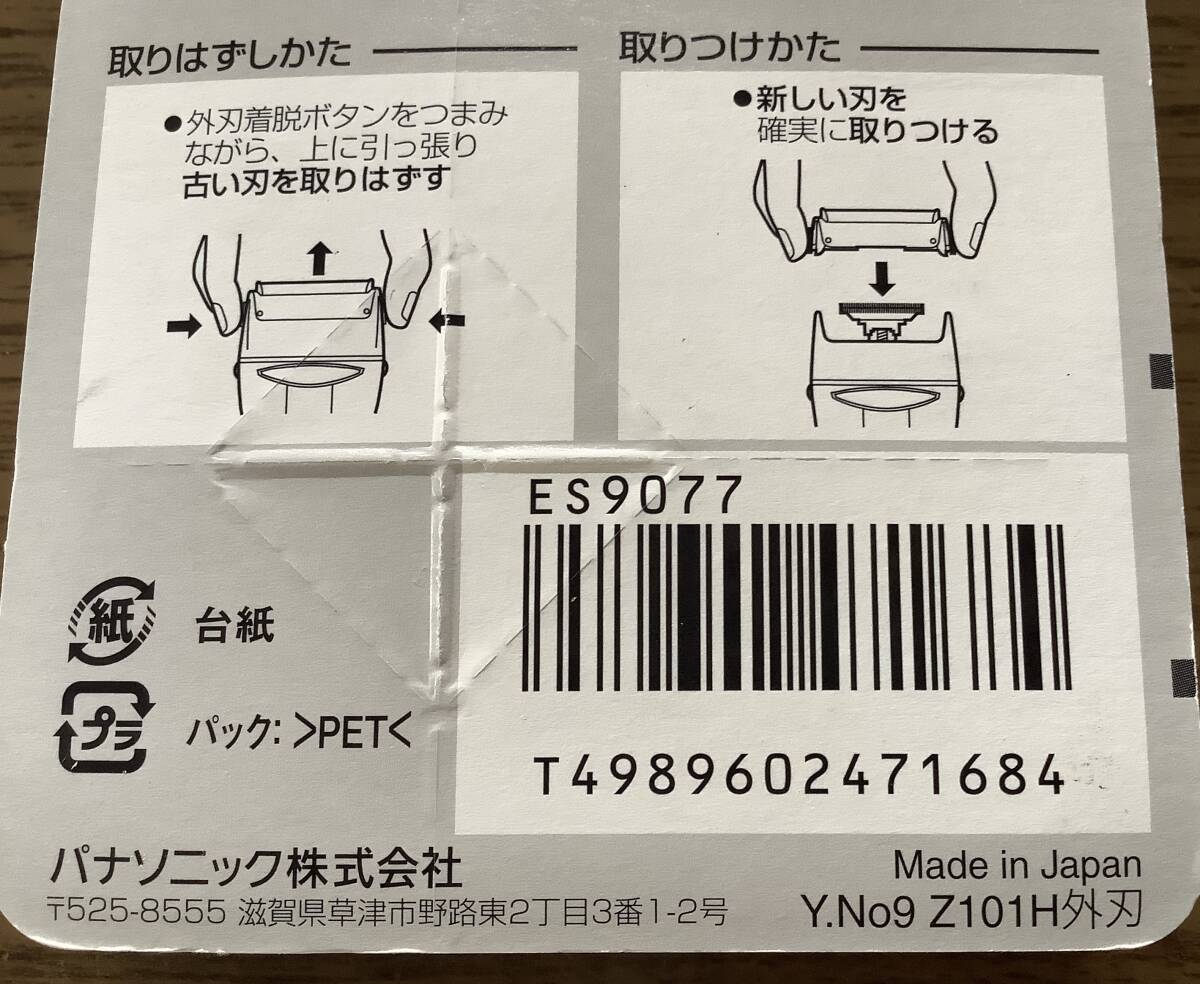 取りはずしかた
●外刃着脱ボタンをつまみ
ながら、上に引っ張り
古い刃を取りはずす
取りつけかた
●新しい刃を
確実に取りつける
ES9077
T4989602471684
紙
台紙
プラ
パック: >PET<
パナソニック株式会社
〒525-8555 滋賀県草津市野路東2丁目3番1-2号
Made in Japan
Y.No9 Z101H外刃